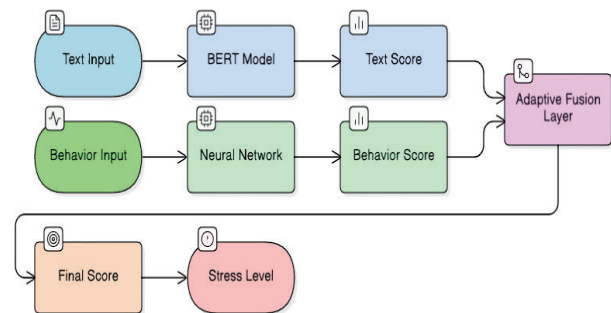 Text Input
BERT Model
Text Score
Adaptive Fusion
Layer
Behavior Input
Neural Network
Behavior Score
Final Score
Stress Level